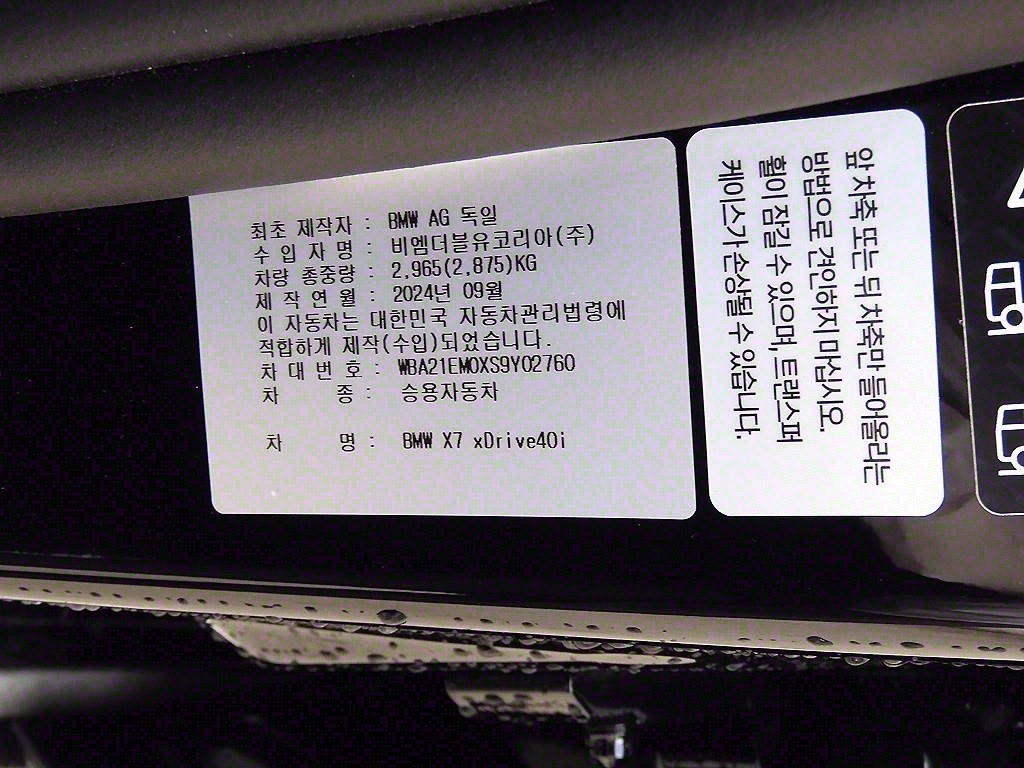 최초 제작자 : BMW AG 독일
수 입 자 명 : 비엠더블유코리아(주)
차량 총중량 : 2,965(2,875)KG
제 작 연 월 : 2024년 09월
이 자동차는 대한민국 자동차관리법령에
적합하게 제작(수입)되었습니다.
차 대 번 호 : WBA21EM0XS9Y02760
차 종 : 승용자동차
차 명 : BMW X7 xDrive40i
앞 차축 또는 뒤 차축만 들어올리는
방법으로 견인하지 마십시오.
휠이 잠길 수 있으며, 트랜스퍼
케이스가 손상될 수 있습니다.